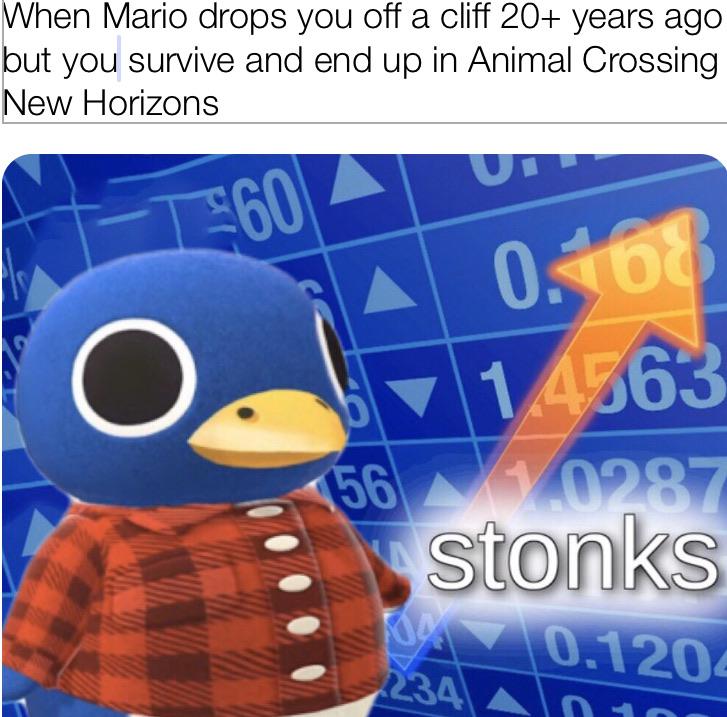 When Mario drops you off a cliff 20+ years ago
but you survive and end up in Animal Crossing
New Horizons
60
0.168
1.4563
56
1.0287
stonks
04
0.1204
234